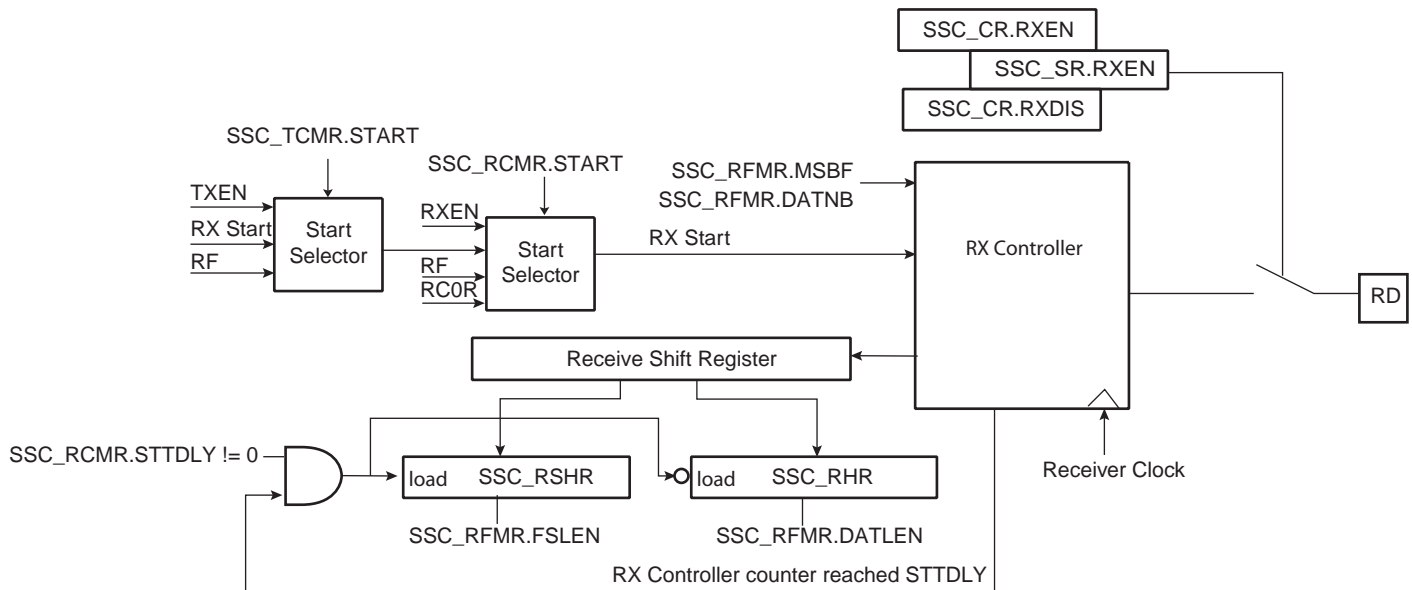 SSC_CR.RXEN
SSC_SR.RXEN
SSC_CR.RXDIS
SSC_TCMR.START
SSC_RCMR.START
SSC_RFMR.MSBF
SSC_RFMR.DATNB
TXEN
RX Start
RF
Start
Selector
RXEN
RF
RC0R
Start
Selector
RX Start
RX Controller
RD
Receive Shift Register
SSC_RCMR.STTDLY != 0
load
SSC_RSHR
load
SSC_RHR
Receiver Clock
SSC_RFMR.FSLEN
SSC_RFMR.DATLEN
RX Controller counter reached STTDLY